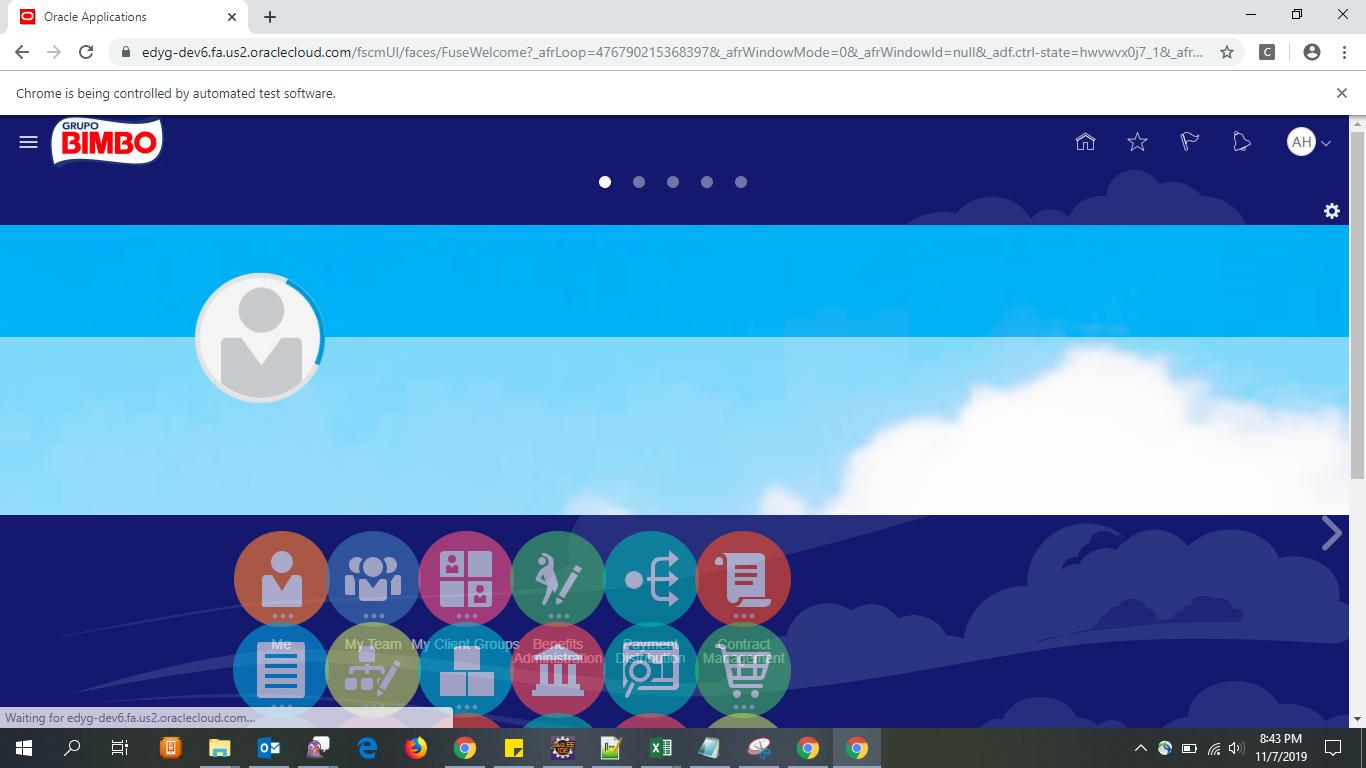 Oracle Applications
edyg-dev6.fa.us2.oraclecloud.com/fscmUI/faces/FuseWelcome?_afrLoop=4767902153683978&_afrWindowMode=0&_afrWindowId=null&_adf.ctrl-state=hwvwvx0j7_1&_afr...
C
Chrome is being controlled by automated test software.
GRUPO
BIMBO
AH
Me
My Team
My Client Groups
Benefits
Administration
Payment
Distribution
Contract
Management
Waiting for edyg-dev6.fa.us2.oraclecloud.com...
8:43 PM
11/7/2019